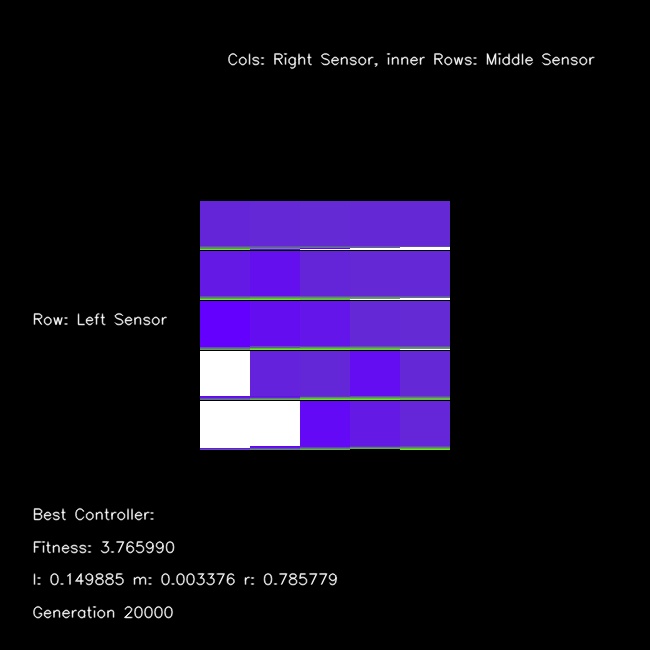 Cols: Right Sensor, inner Rows: Middle Sensor
Row: Left Sensor
Best Controller:
Fitness: 3.765990
l: 0.149885 m: 0.003376 r: 0.785779
Generation 20000